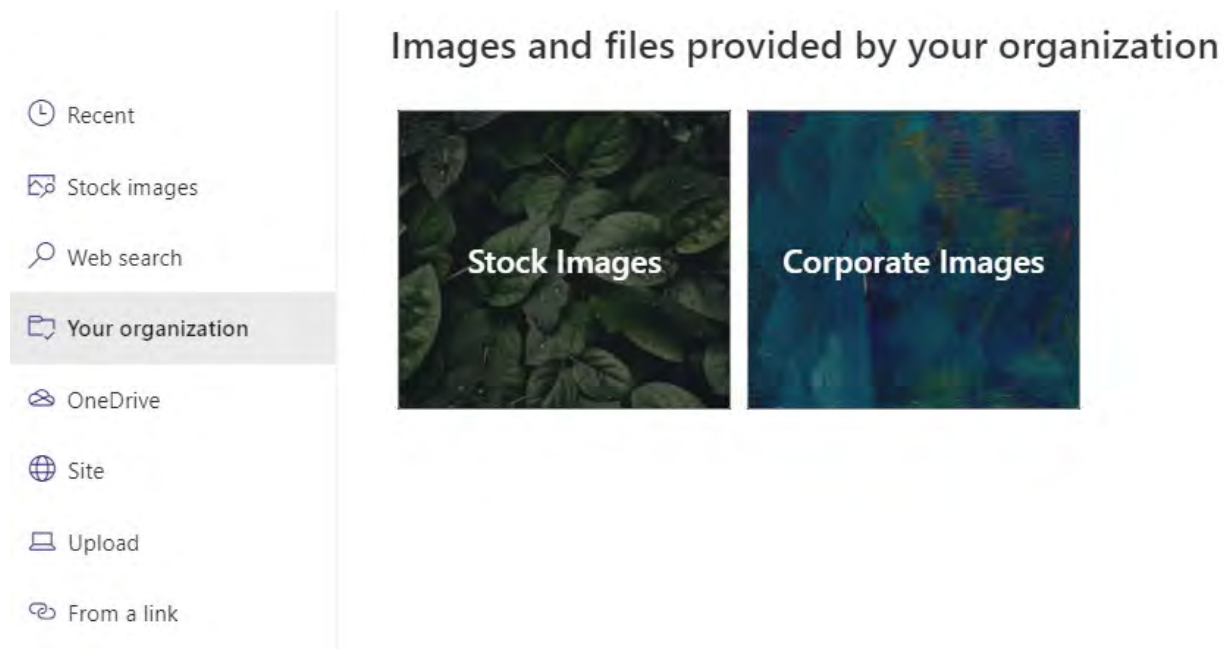 Images and files provided by your organization
Recent
Stock images
Web search
Your organization
OneDrive
Site
Upload
From a link
Stock Images
Corporate Images